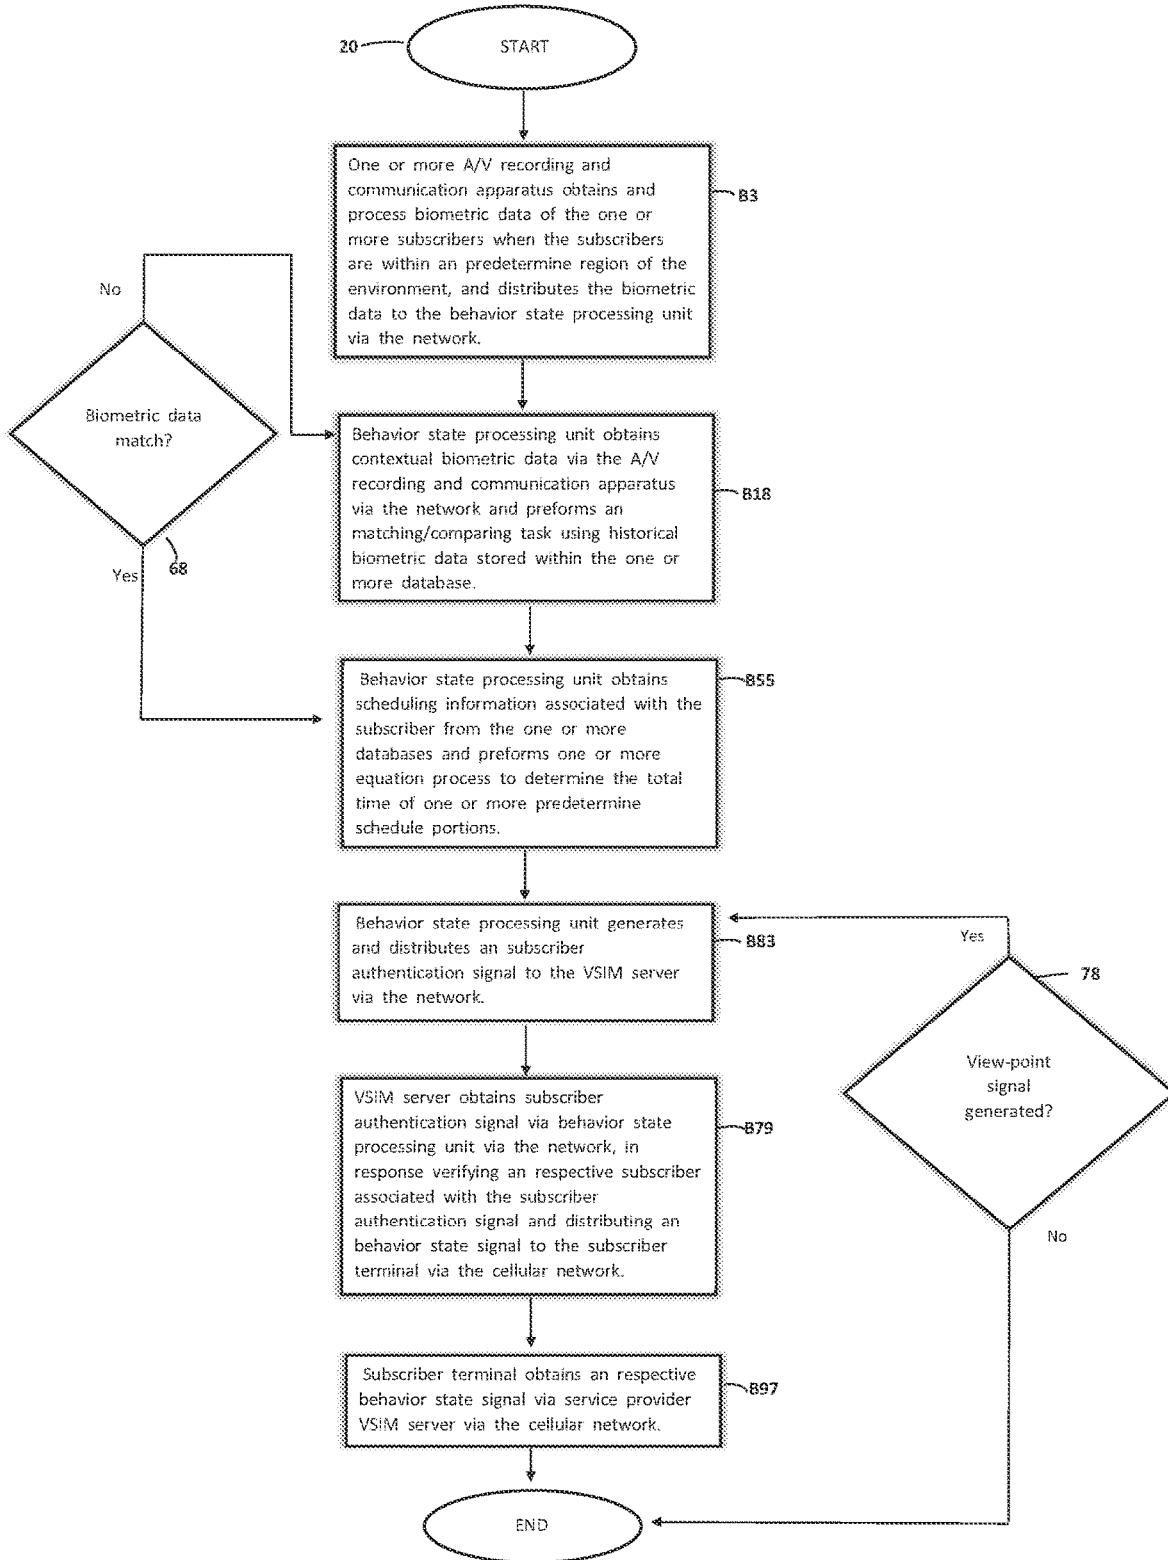 20
START
One or more A/V recording and
communication apparatus obtains and
process biometric data of the one or
more subscribers when the subscribers
are within an predetermine region of the
environment, and distributes the biometric
data to the behavior state processing unit
via the network.
B3
No
Biometric data
match?
68
Yes
Behavior state processing unit obtains
contextual biometric data via the A/V
recording and communication apparatus
via the network and preforms an
matching/comparing task using historical
biometric data stored within the one or
more database.
B18
Behavior state processing unit obtains
scheduling information associated with the
subscriber from the one or more
databases and preforms one or more
equation process to determine the total
time of one or more predetermine
schedule portions.
B55
Behavior state processing unit generates
and distributes an subscriber
authentication signal to the VSIM server
via the network.
B83
Yes
78
View-point
signal
generated?
No
VSIM server obtains subscriber
authentication signal via behavior state
processing unit via the network, in
response verifying an respective subscriber
associated with the subscriber
authentication signal and distributing an
behavior state signal to the subscriber
terminal via the cellular network.
B79
Subscriber terminal obtains an respective
behavior state signal via service provider
VSIM server via the cellular network.
B97
END